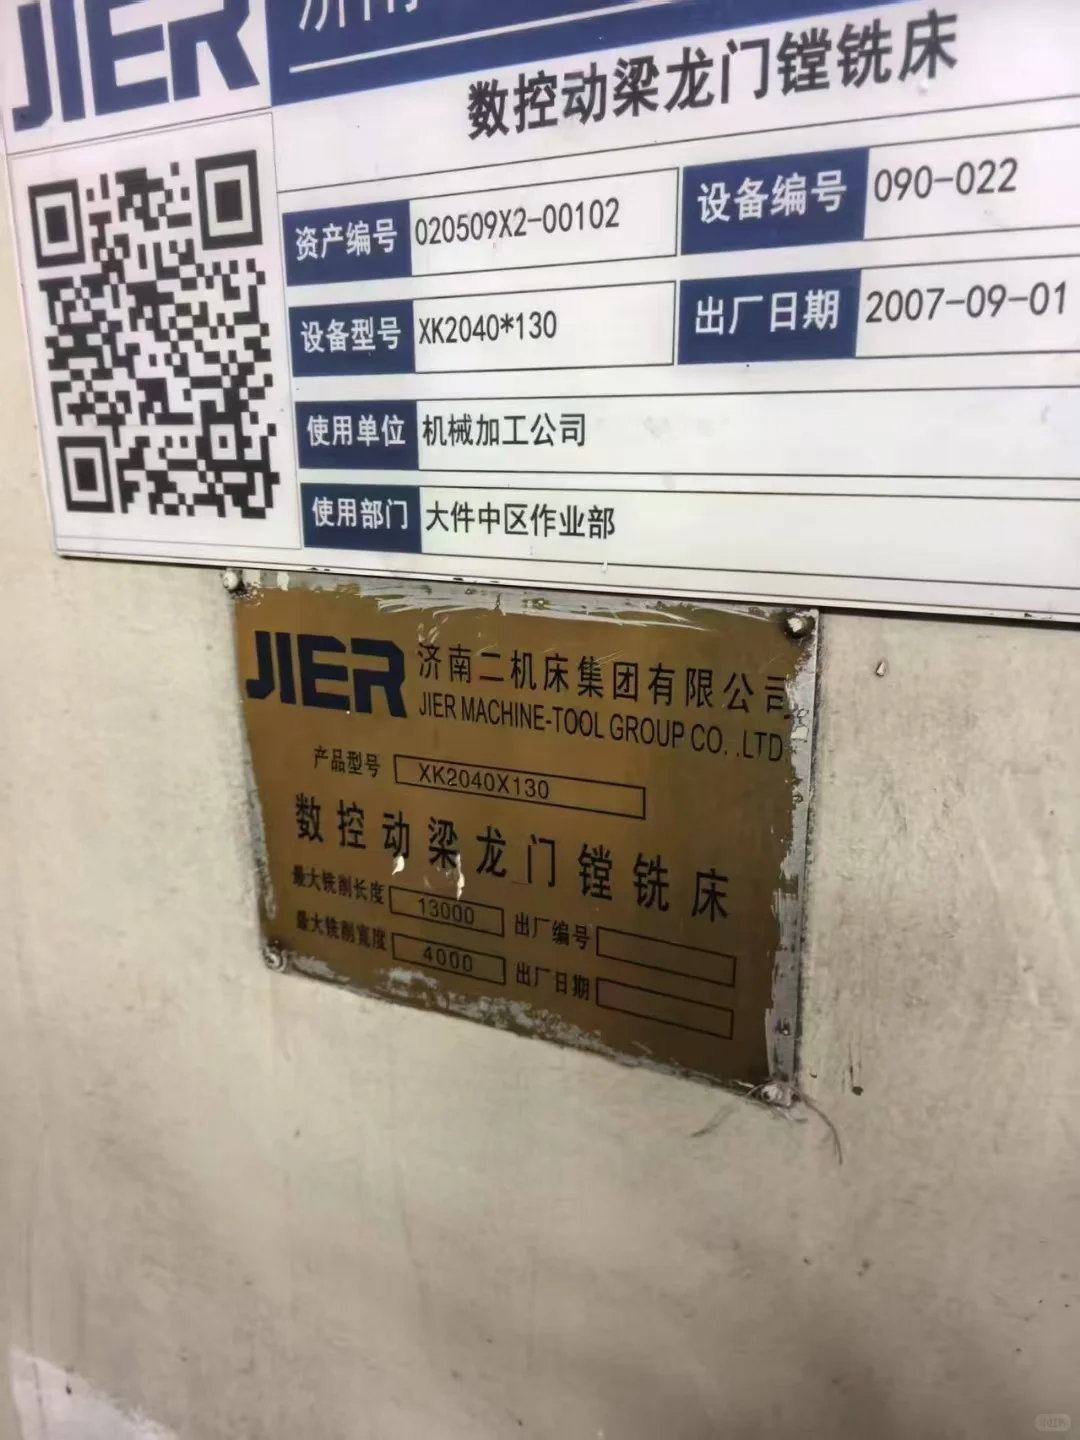 JIER
济南
数控动梁龙门镗铣床
资产编号 020509X2-00102 设备编号 090-022
设备型号 XK2040*130 出厂日期 2007-09-01
使用单位 机械加工公司
使用部门 大件中区作业部
JIER 济南二机床集团有限公司
JIER MACHINE-TOOL GROUP CO. .LTD
产品型号 XK2040X130
数控动梁龙门镗铣床
最大铣削长度 13000 出厂编号
最大铣削宽度 4000 出厂日期